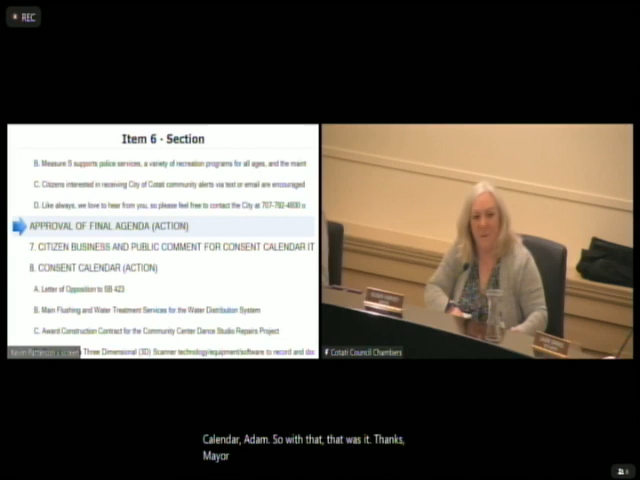 REC
Item 6 - Section
B. Measure S supports police services, a variety of recreation programs for all ages, and the maint
C. Citizens interested in receiving City of Cotati community alerts via text or email are encouraged
D. Like always, we love to hear from you, so please feel free to contact the City at 707-792-4600 o
APPROVAL OF FINAL AGENDA (ACTION)
7. CITIZEN BUSINESS AND PUBLIC COMMENT FOR CONSENT CALENDAR IT
8. CONSENT CALENDAR (ACTION)
A. Letter of Opposition to SB 423
B. Main Flushing and Water Treatment Services for the Water Distribution System
C. Award Construction Contract for the Community Center Dance Studio Repairs Project
Three Dimensional (3D) Scanner technology/equipment/software to record and doc
Kevin Patterson's screen
Cotati Council Chambers
Calendar, Adam. So with that, that was it. Thanks,
Mayor